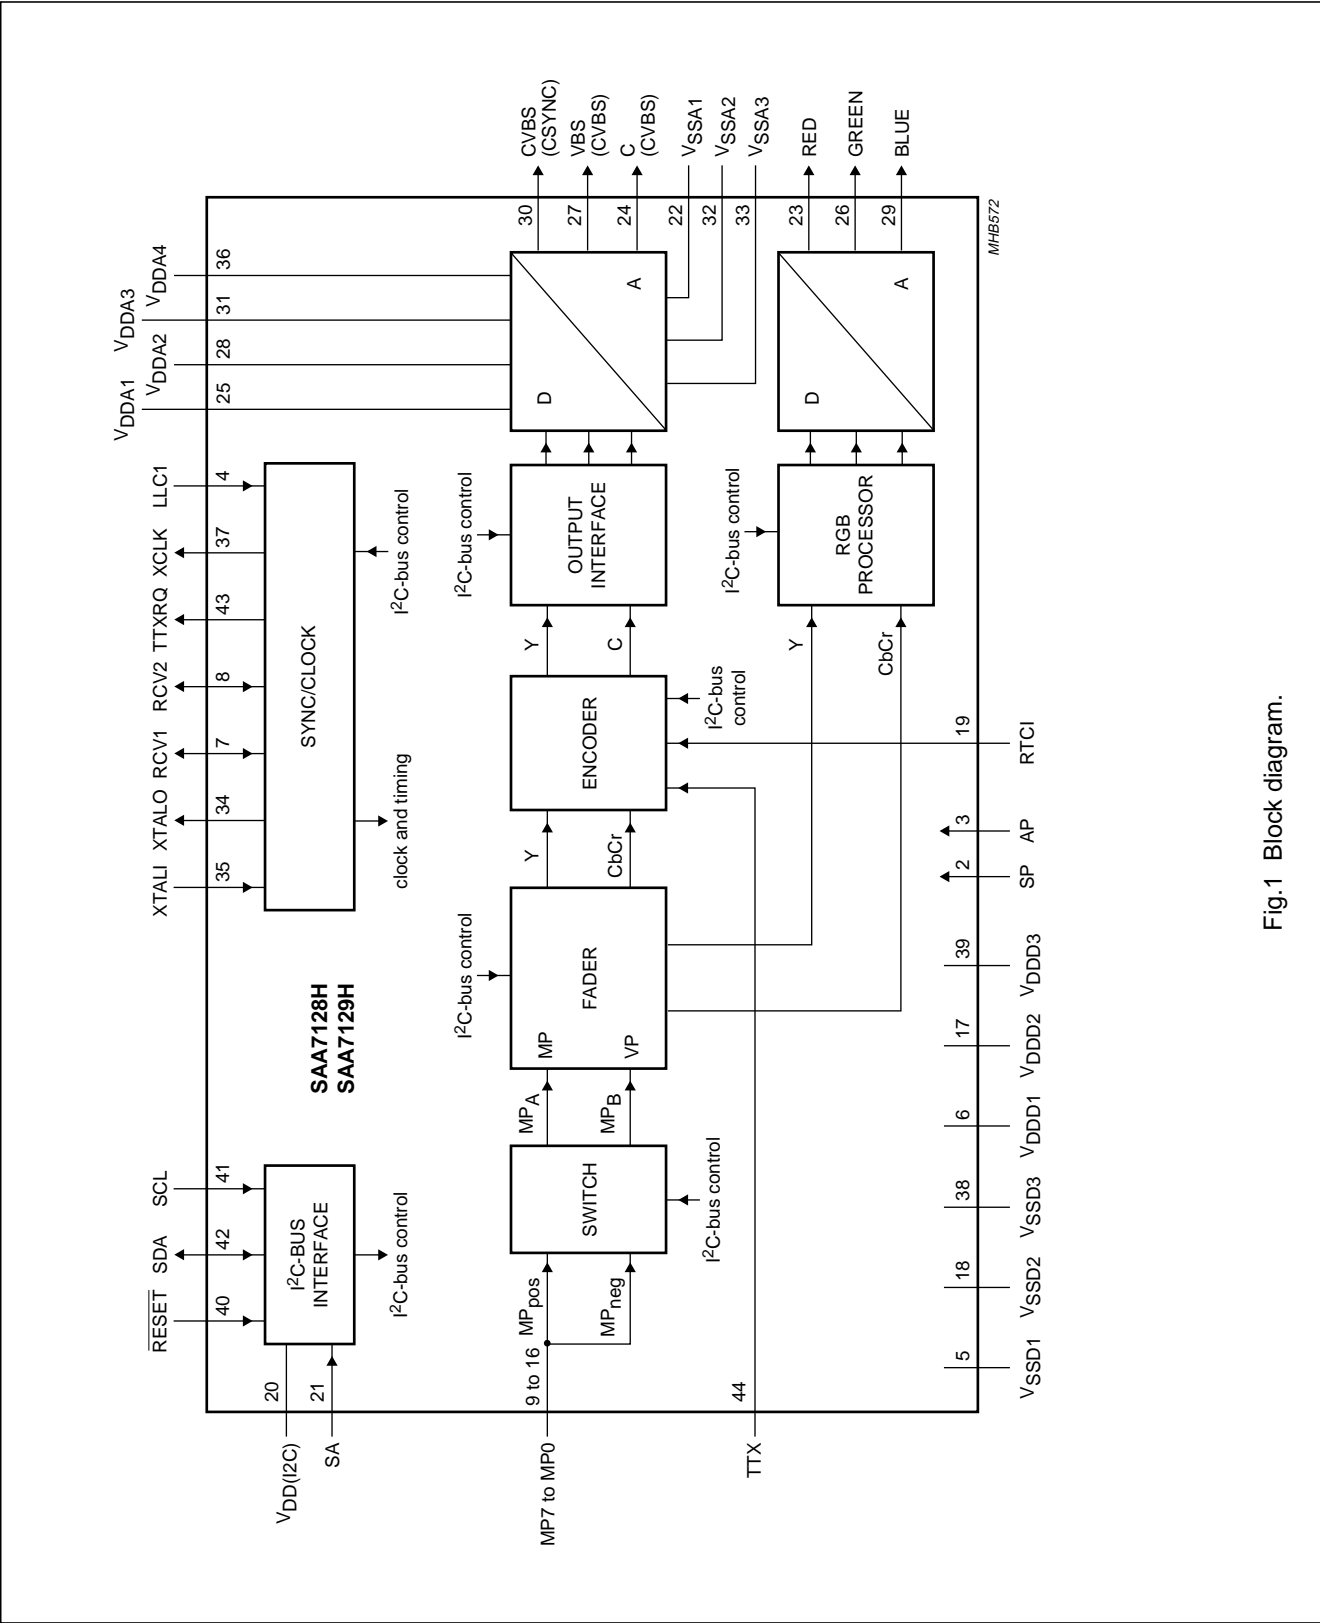 XTALI
XTALO
RCV1
RCV2
TTXRQ
XCLK
LLC1
VDDA1
VDDA2
VDDA3
VDDA4
RESET
SDA
SCL
40
42
41
35
34
7
8
43
37
4
25
28
31
36
VDD(I2C)
20
SA
21
I2C-BUS
INTERFACE
I2C-bus control
SAA7128H
SAA7129H
SYNC/CLOCK
clock and timing
I2C-bus control
MP7 to MP0
9 to 16
MPpos
MPneg
SWITCH
I2C-bus control
MPA
MPB
I2C-bus control
MP
VP
FADER
Y
CbCr
ENCODER
I2C-bus
control
Y
C
I2C-bus control
OUTPUT
INTERFACE
D
A
30
CVBS
(CSYNC)
27
VBS
(CVBS)
24
C
(CVBS)
22
VSSA1
32
VSSA2
33
VSSA3
TTX
44
Y
CbCr
I2C-bus control
RGB
PROCESSOR
D
A
23
RED
26
GREEN
29
BLUE
5
18
38
6
17
39
2
3
19
VSSD1
VSSD2
VSSD3
VDDD1
VDDD2
VDDD3
SP
AP
RTCI
MHB572
Fig.1 Block diagram.